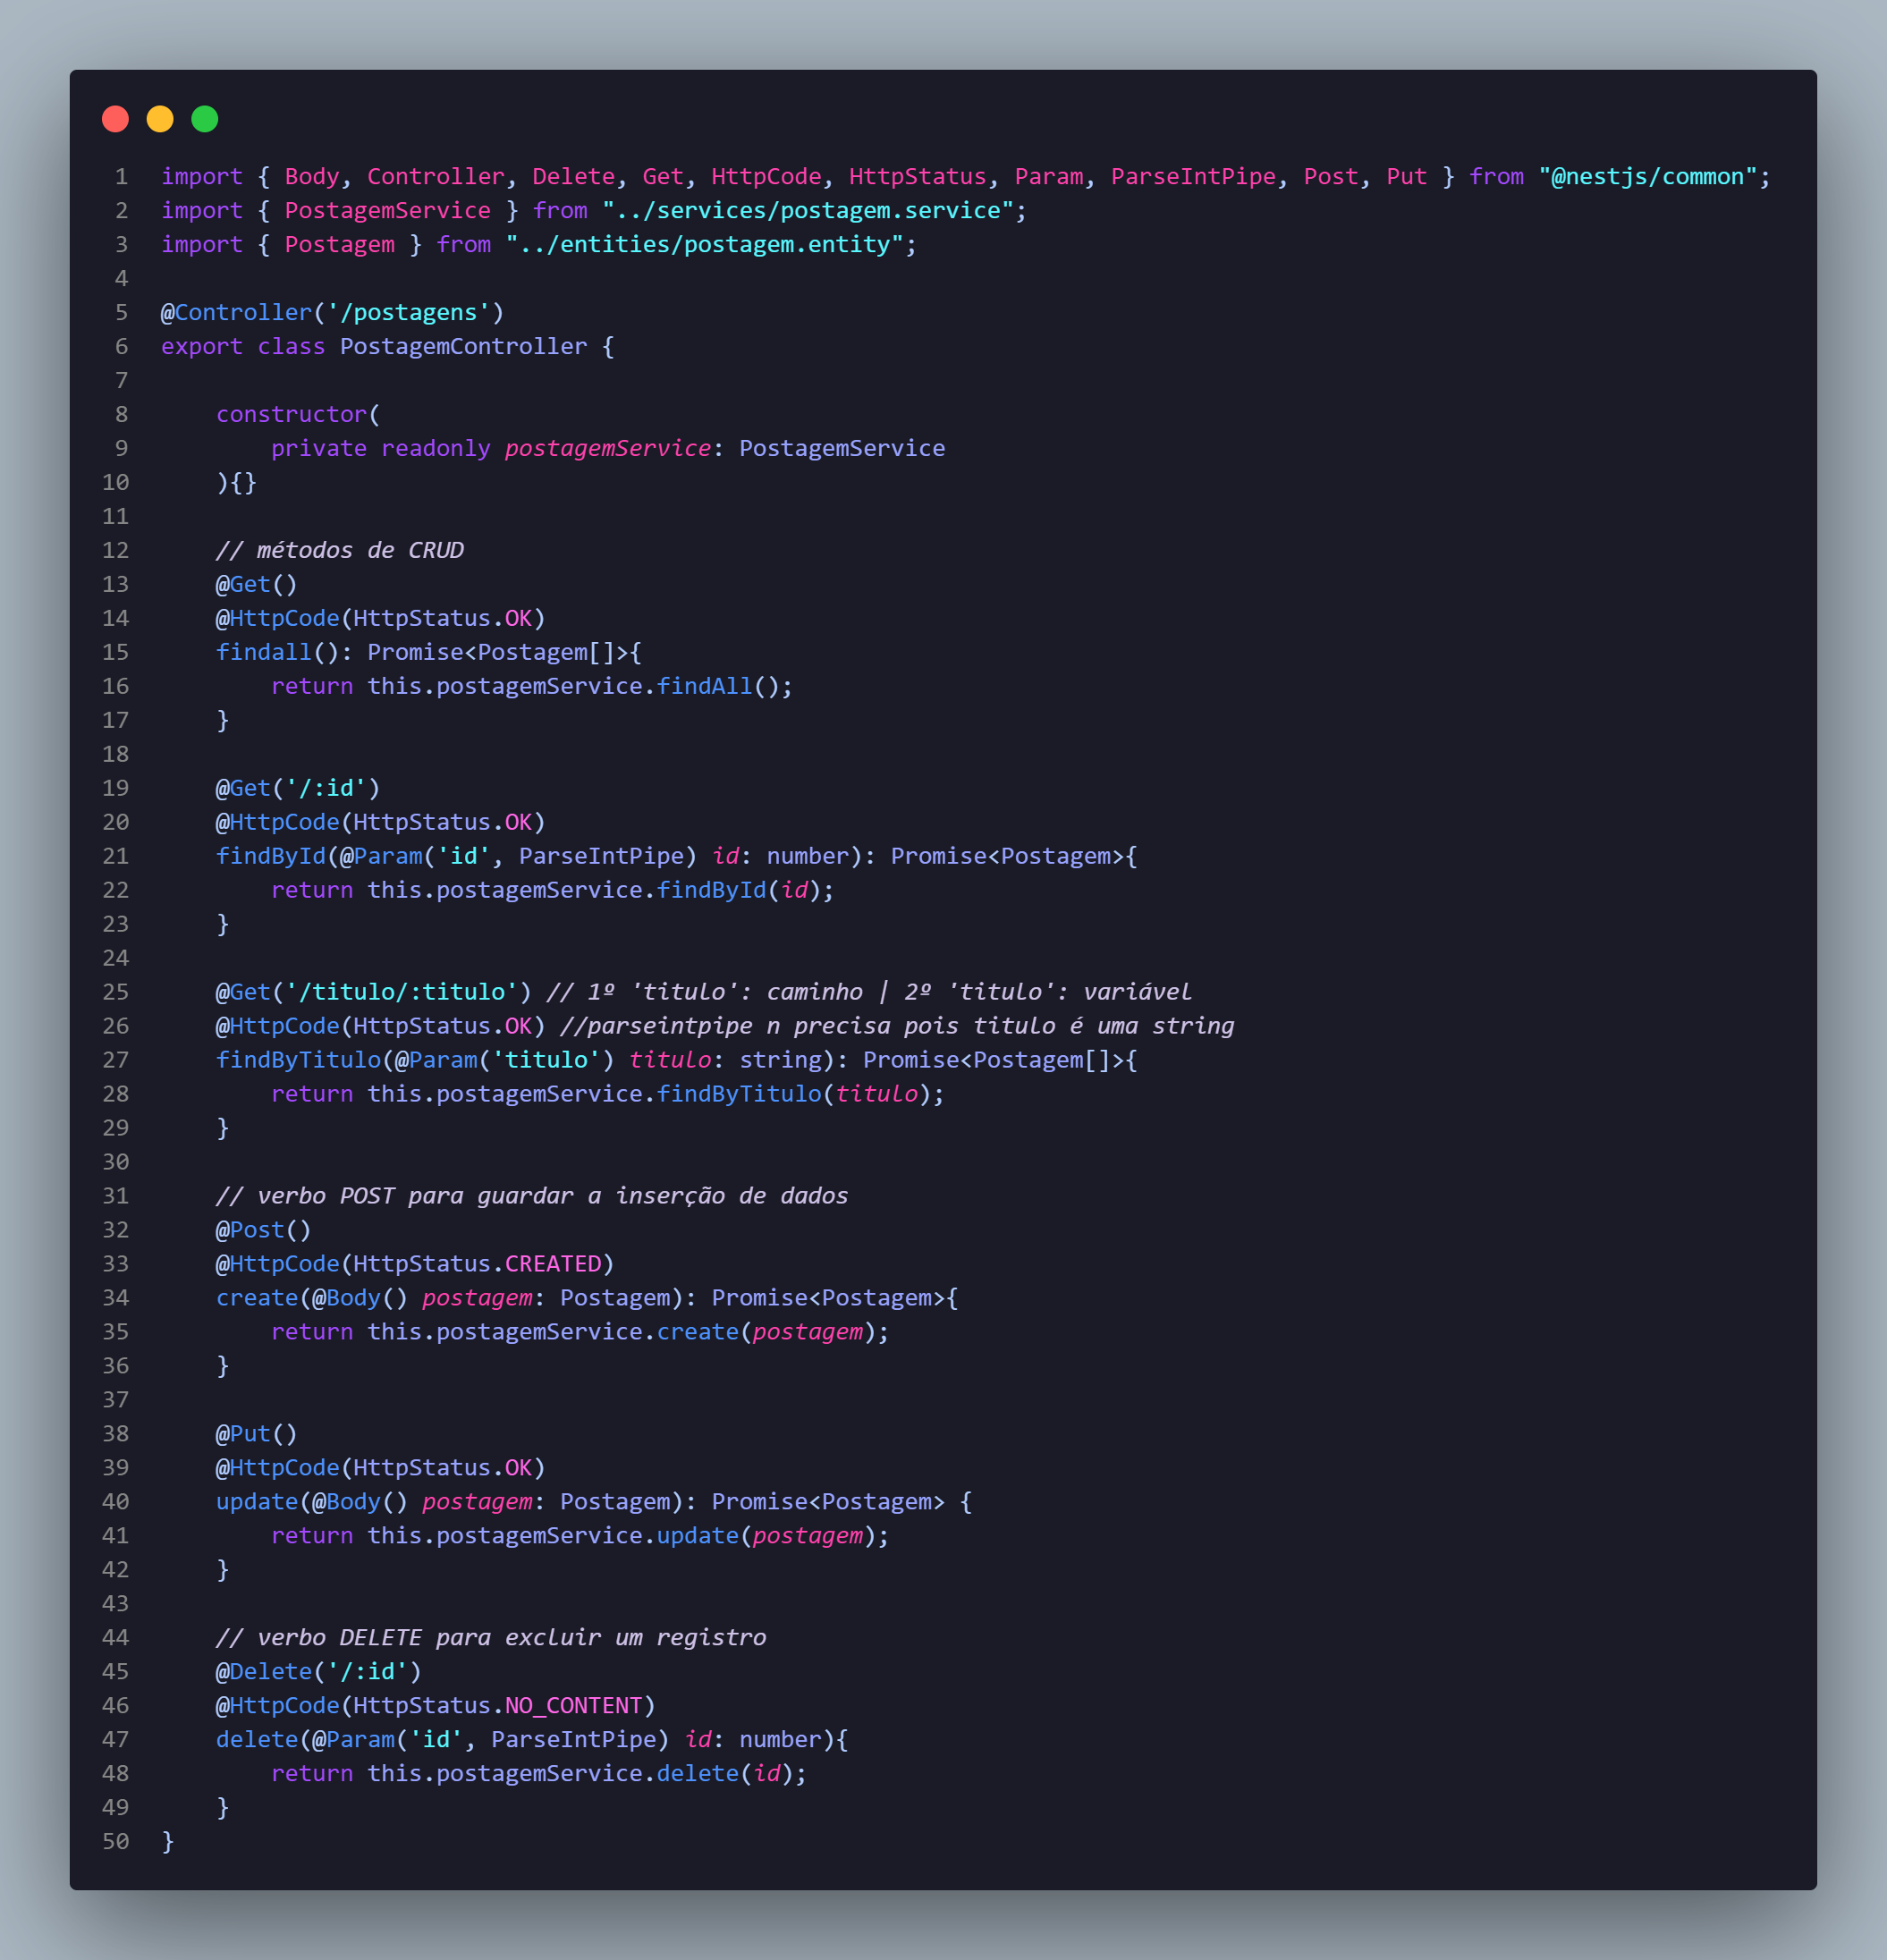 1 import { Body, Controller, Delete, Get, HttpCode, HttpStatus, Param, ParseIntPipe, Post, Put } from "@nestjs/common";
2 import { PostagemService } from "../services/postagem.service";
3 import { Postagem } from "../entities/postagem.entity";
4
5 @Controller('/postagens')
6 export class PostagemController {
7
8     constructor(
9         private readonly postagemService: PostagemService
10     ){}
11
12     // métodos de CRUD
13     @Get()
14     @HttpCode(HttpStatus.OK)
15     findall(): Promise<Postagem[]>{
16         return this.postagemService.findAll();
17     }
18
19     @Get('/:id')
20     @HttpCode(HttpStatus.OK)
21     findById(@Param('id', ParseIntPipe) id: number): Promise<Postagem>{
22         return this.postagemService.findById(id);
23     }
24
25     @Get('/titulo/:titulo') // 1º 'titulo': caminho | 2º 'titulo': variável
26     @HttpCode(HttpStatus.OK) //parseintpipe n precisa pois titulo é uma string
27     findByTitulo(@Param('titulo') titulo: string): Promise<Postagem[]>{
28         return this.postagemService.findByTitulo(titulo);
29     }
30
31     // verbo POST para guardar a inserção de dados
32     @Post()
33     @HttpCode(HttpStatus.CREATED)
34     create(@Body() postagem: Postagem): Promise<Postagem>{
35         return this.postagemService.create(postagem);
36     }
37
38     @Put()
39     @HttpCode(HttpStatus.OK)
40     update(@Body() postagem: Postagem): Promise<Postagem> {
41         return this.postagemService.update(postagem);
42     }
43
44     // verbo DELETE para excluir um registro
45     @Delete('/:id')
46     @HttpCode(HttpStatus.NO_CONTENT)
47     delete(@Param('id', ParseIntPipe) id: number){
48         return this.postagemService.delete(id);
49     }
50 }